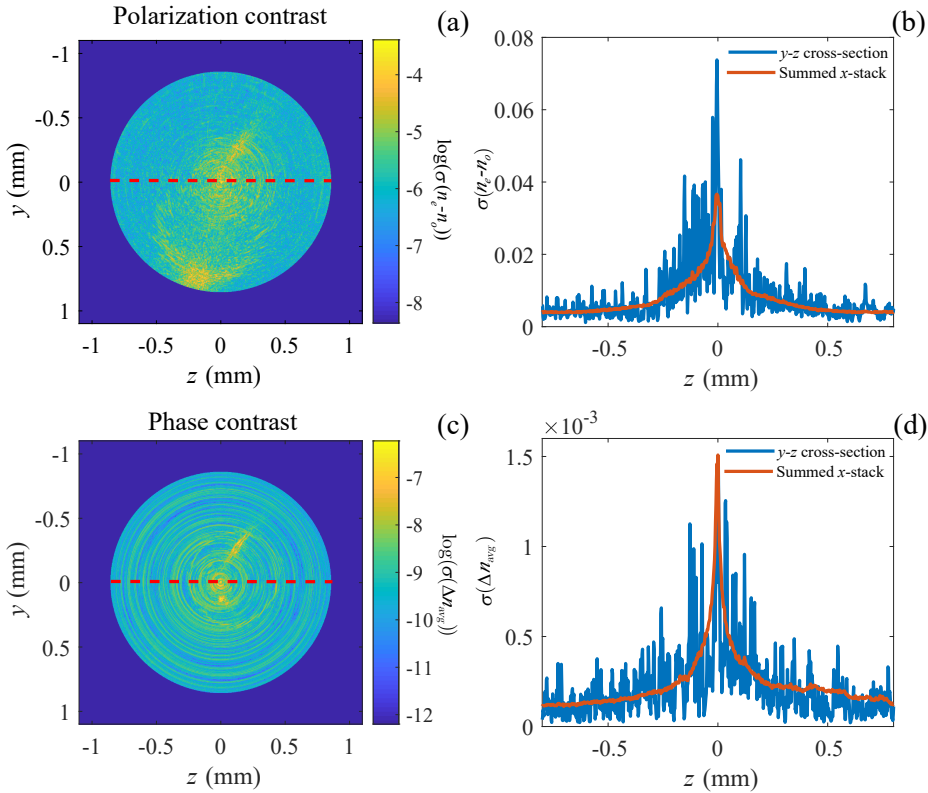 Polarization contrast
(a)
-1
-0.5
0
0.5
1
y (mm)
-1 -0.5 0 0.5 1
z (mm)
-4
-5
-6
-7
-8
log(σ(nₑ-nₒ))
(b)
0.08
0.06
0.04
0.02
0
σ(nₑ-nₒ)
y-z cross-section
Summed x-stack
-0.5 0 0.5
z (mm)
Phase contrast
(c)
-1
-0.5
0
0.5
1
y (mm)
-1 -0.5 0 0.5 1
z (mm)
-7
-8
-9
-10
-11
-12
log(σ(Δn_avg))
(d)
×10⁻³
1.5
1
0.5
0
σ(Δn_avg)
y-z cross-section
Summed x-stack
-0.5 0 0.5
z (mm)